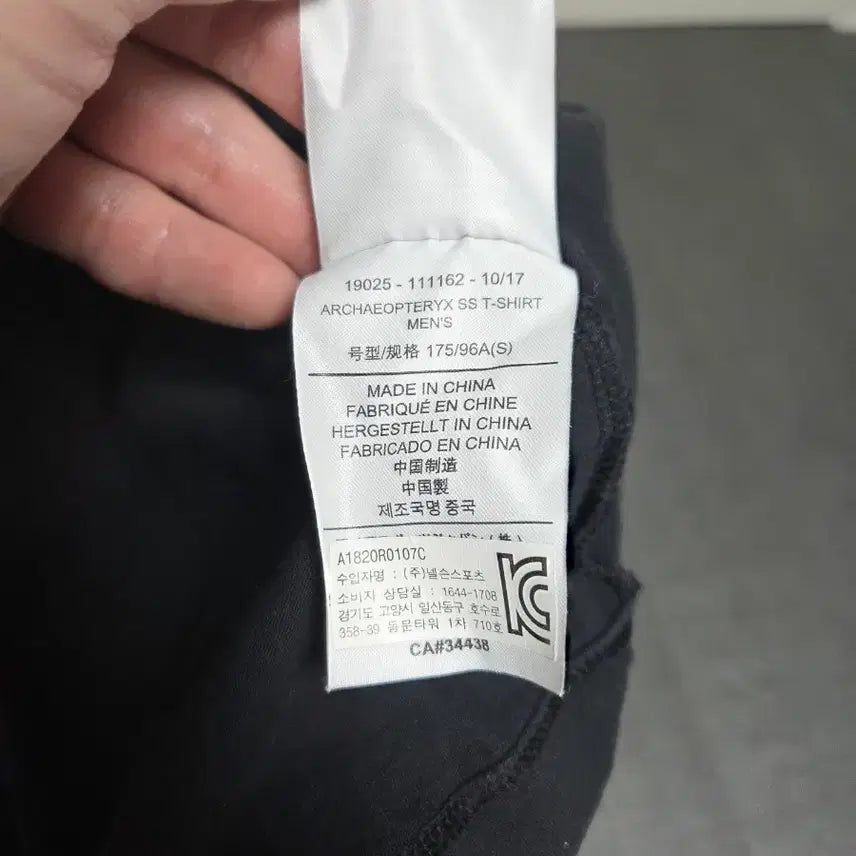 19025 - 111162 - 10/17
ARCHAEOPTERYX SS T-SHIRT
MEN'S
号型/规格 175/96A(S)
MADE IN CHINA
FABRIQUÉ EN CHINE
HERGESTELLT IN CHINA
FABRICADO EN CHINA
中国制造
中国製
제조국명 중국
A1820R0107C
수입자명 : (주)넬슨스포츠
소비자 상담실 : 1644-1708
경기도 고양시 일산동구 호수로
358-39 동문타워 1차 710호
CA#34438